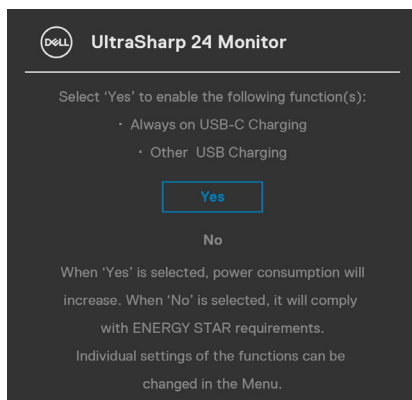 DELL UltraSharp 24 Monitor
Select ‘Yes’ to enable the following function(s):
· Always on USB-C Charging
· Other USB Charging
Yes
No
When ‘Yes’ is selected, power consumption will
increase. When ‘No’ is selected, it will comply
with ENERGY STAR requirements.
Individual settings of the functions can be
changed in the Menu.